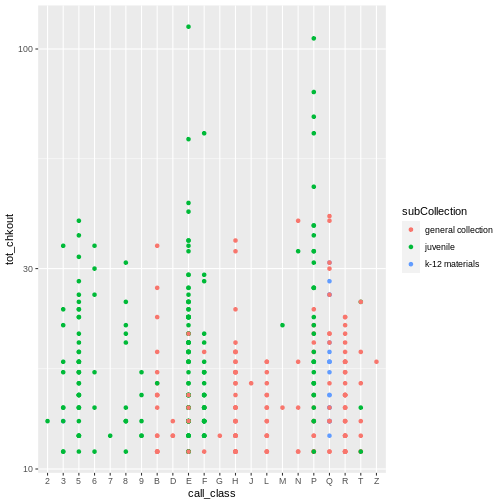 100
30
10
tot_chkout
2 3 4 5 6 7 8 9 B D E F G H J L M N P Q R T Z
call_class
subCollection
general collection
juvenile
k-12 materials